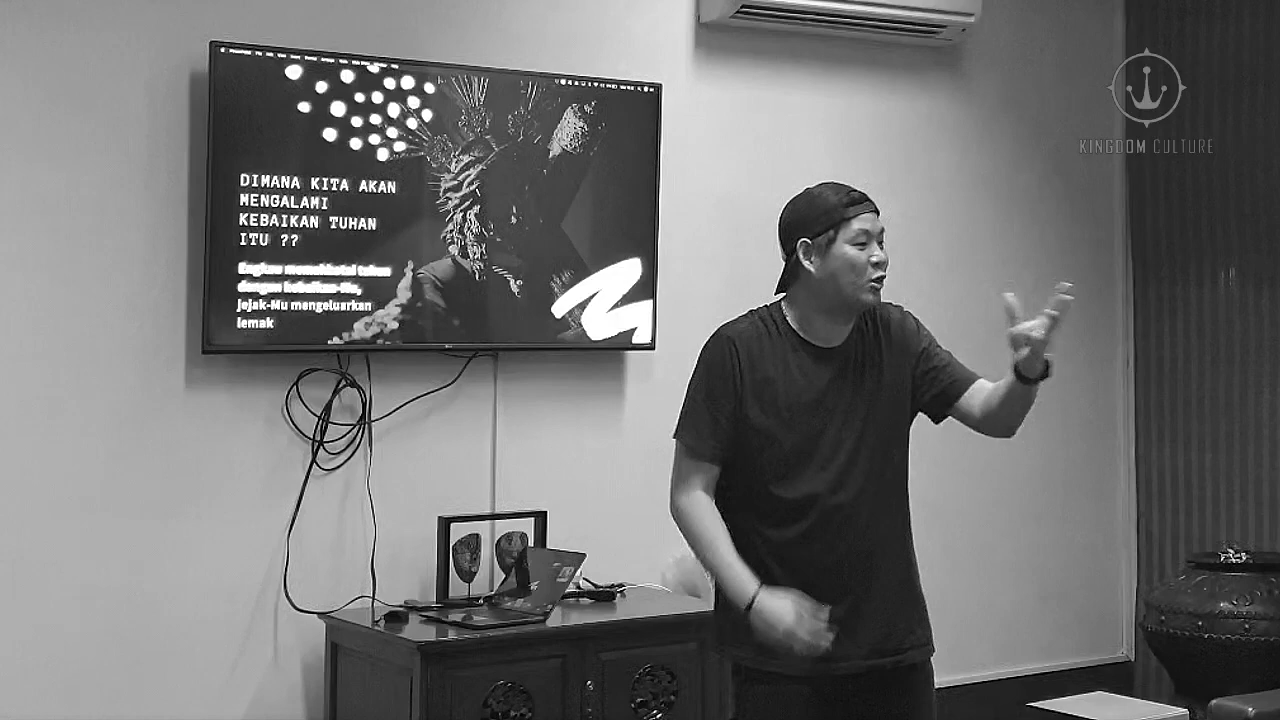 DIMANA KITA AKAN
MENGALAMI
KEBAIKAN TUHAN
ITU ??
Engkau memahkotai tahun
dengan kebaikan-Mu,
jejak-Mu mengeluarkan
lemak
KINGDOM CULTURE